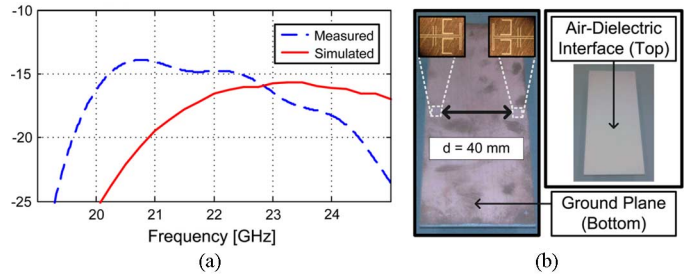 -10
-15
-20
-25
20 21 22 23 24
Frequency [GHz]
Measured
Simulated
(a)
d = 40 mm
Air-Dielectric
Interface (Top)
Ground Plane
(Bottom)
(b)